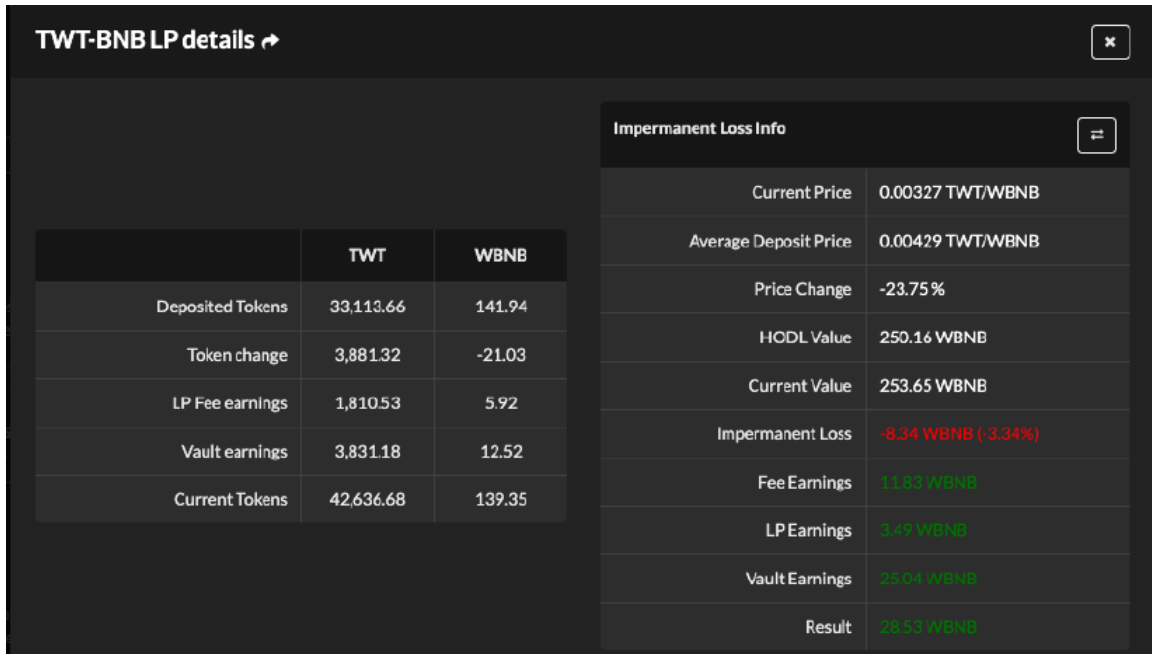 TWT-BNB LP details
TWT WBNB
Deposited Tokens 33,113.66 141.94
Token change 3,881.32 -21.03
LP Fee earnings 1,810.53 5.92
Vault earnings 3,831.18 12.52
Current Tokens 42,636.68 139.35
Impermanent Loss Info
Current Price 0.00327 TWT/WBNB
Average Deposit Price 0.00429 TWT/WBNB
Price Change -23.75%
HODL Value 250.16 WBNB
Current Value 253.65 WBNB
Impermanent Loss -8.34 WBNB (-3.34%)
Fee Earnings 11.83 WBNB
LP Earnings 3.49 WBNB
Vault Earnings 25.04 WBNB
Result 28.53 WBNB